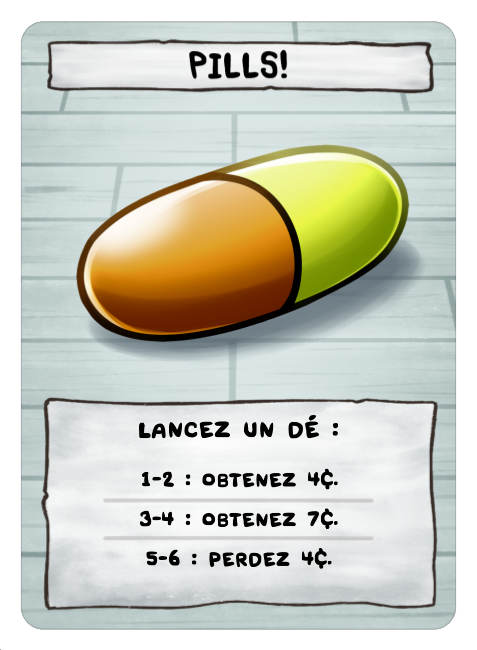 PILLS!
LANCEZ UN DÉ :
1-2 : OBTENEZ 4¢.
3-4 : OBTENEZ 7¢.
5-6 : PERDEZ 4¢.